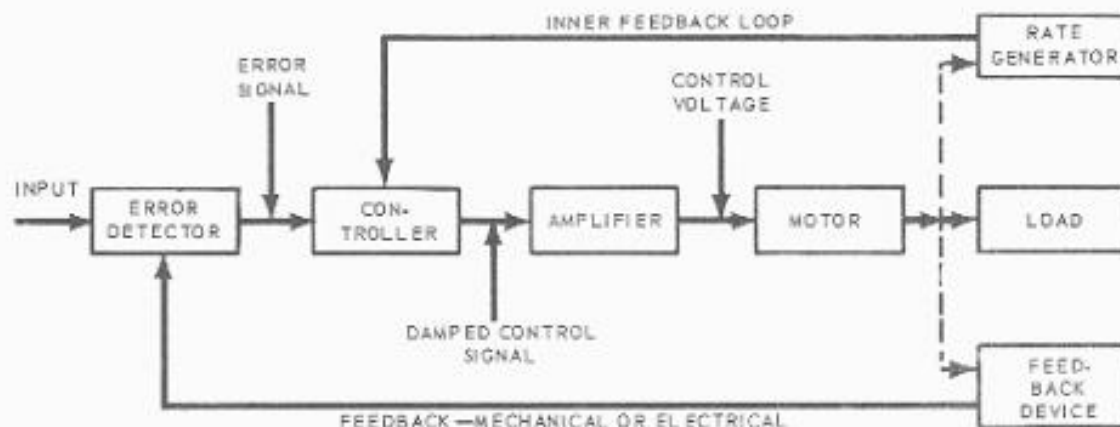 INNER FEEDBACK LOOP
RATE
GENERATOR
ERROR
SIGNAL
CONTROL
VOLTAGE
INPUT
ERROR
DETECTOR
CON-
TROLLER
AMPLIFIER
MOTOR
LOAD
DAMPED CONTROL
SIGNAL
FEED-
BACK
DEVICE
FEEDBACK—MECHANICAL OR ELECTRICAL